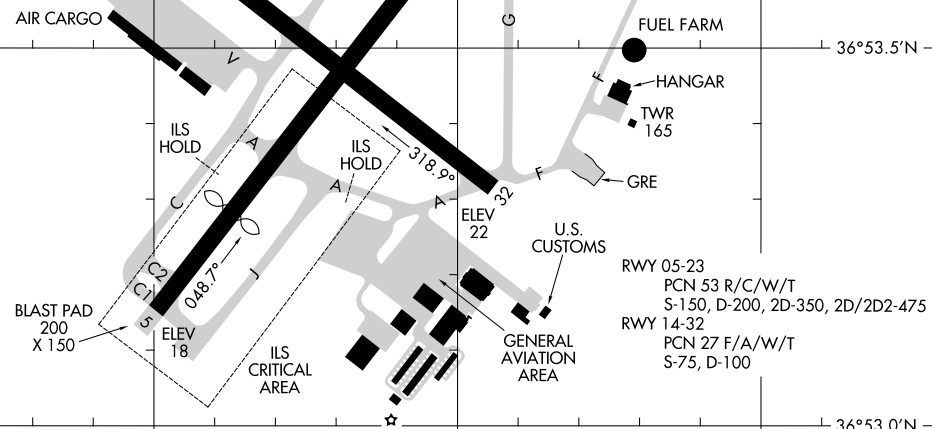 AIR CARGO
V
G
FUEL FARM
36°53.5'N
F
HANGAR
TWR
165
ILS
HOLD
A
ILS
HOLD
318.9°
F
GRE
A
A
32
C
ELEV
22
U.S.
CUSTOMS
C2
C1
048.7°
J
RWY 05-23
PCN 53 R/C/W/T
S-150, D-200, 2D-350, 2D/2D2-475
RWY 14-32
PCN 27 F/A/W/T
S-75, D-100
BLAST PAD
200
X 150
5
ELEV
18
ILS
CRITICAL
AREA
GENERAL
AVIATION
AREA
36°53.0'N